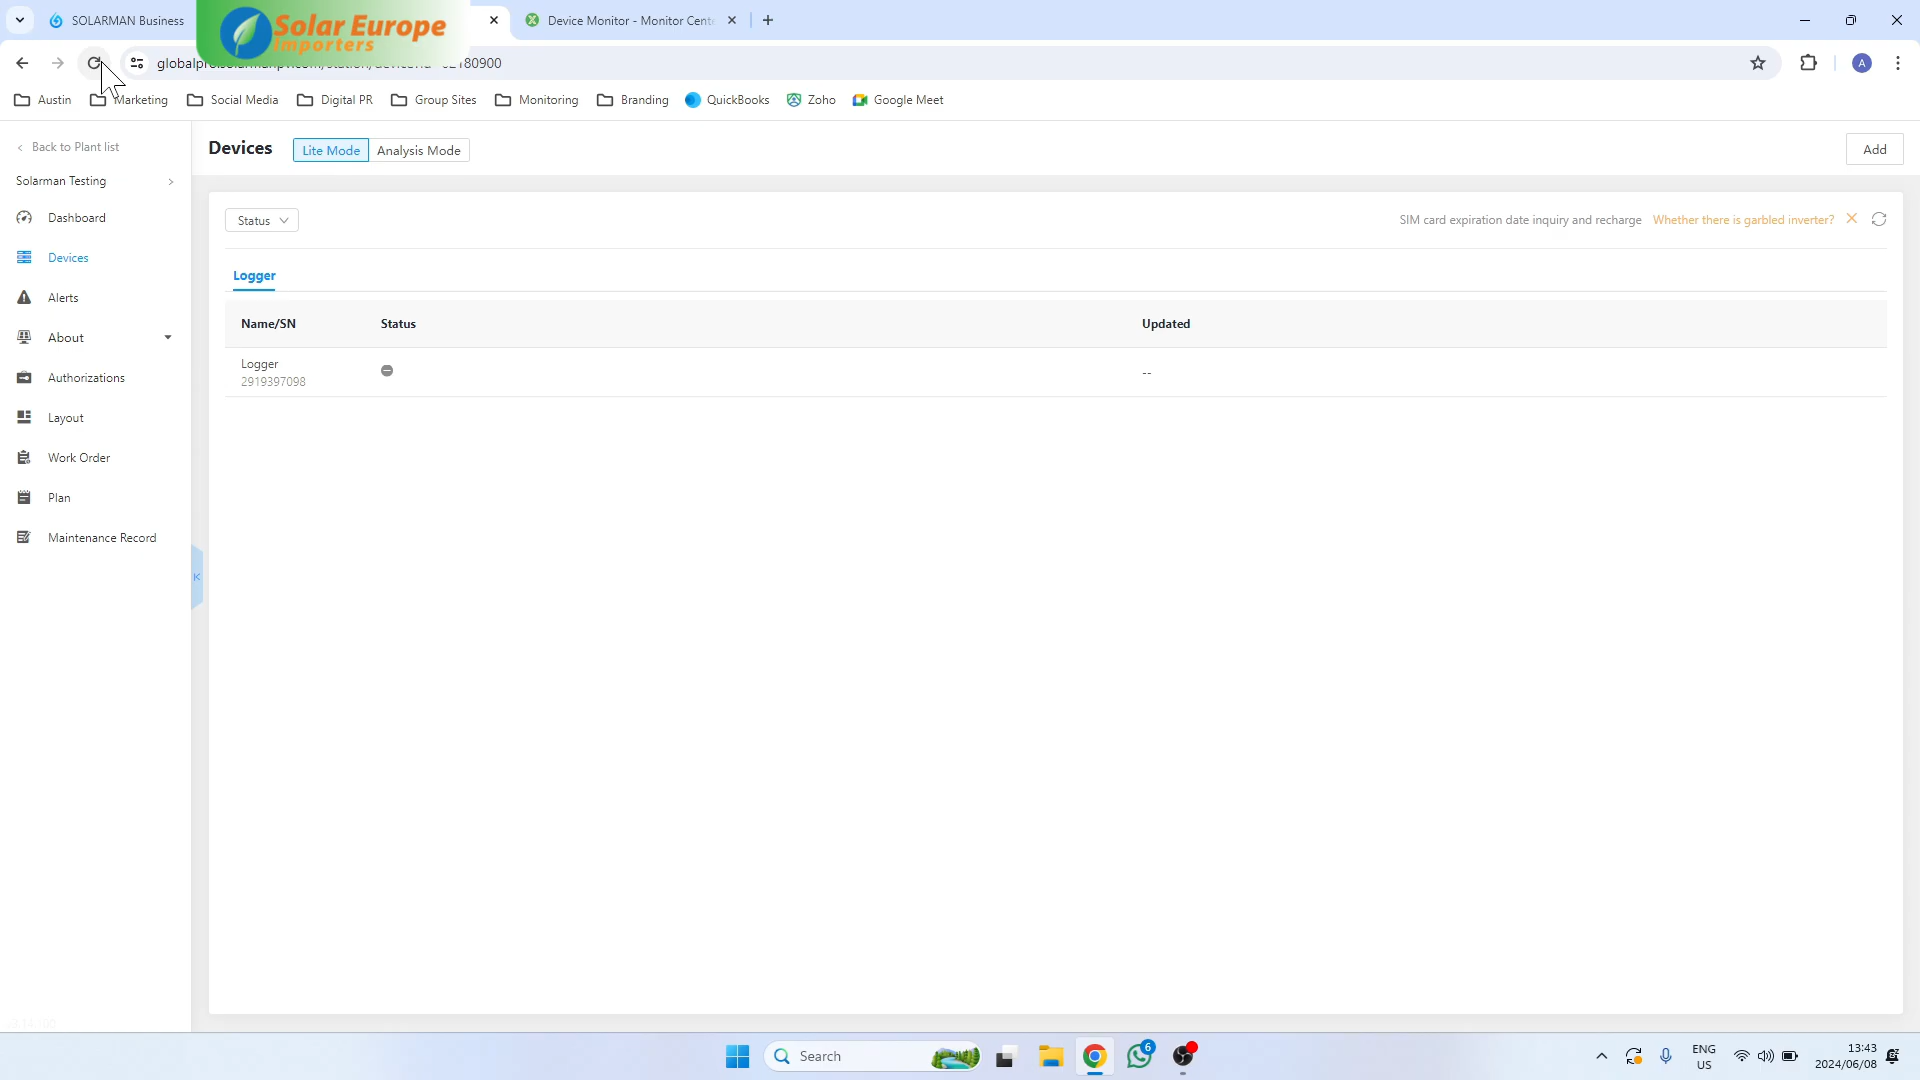 SOLARMAN Business
Solar Europe
Importers
Device Monitor - Monitor Cent
Austin
Marketing
Social Media
Digital PR
Group Sites
Monitoring
Branding
QuickBooks
Zoho
Google Meet
Back to Plant list
Devices
Lite Mode
Analysis Mode
Add
Solarman Testing
Dashboard
Devices
Alerts
About
Authorizations
Layout
Work Order
Plan
Maintenance Record
Status
SIM card expiration date inquiry and recharge
Whether there is garbled inverter?
Logger
Name/SN
Status
Updated
Logger
2919397098
--
Search
6
ENG
US
13:43
2024/06/08